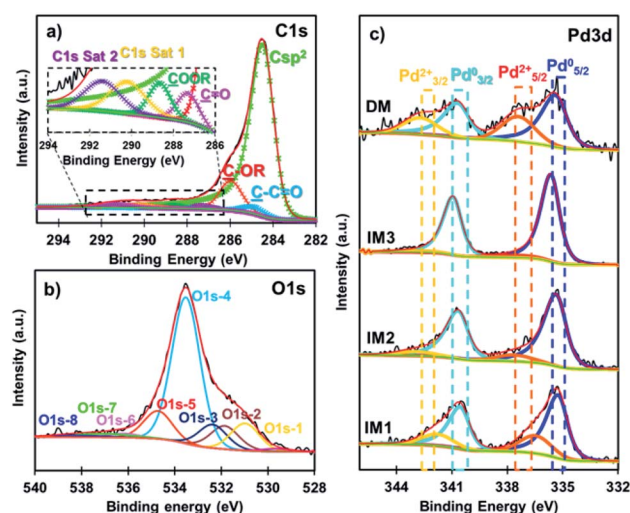 a) C1s
C1s Sat 2 C1s Sat 1
COOR
C=O
294 292 290 288 286
Binding Energy (eV)
Csp²
C-OR
C-C=O
Intensity (a.u.)
294 292 290 288 286 284 282
Binding Energy (eV)
b) O1s
O1s-4
O1s-7
O1s-8
O1s-6
O1s-5
O1s-3
O1s-2
O1s-1
Intensity (a.u.)
540 538 536 534 532 530 528
Binding energy (eV)
c) Pd3d
Pd²⁺3/2 Pd⁰3/2 Pd²⁺5/2 Pd⁰5/2
DM
IM3
IM2
IM1
Intensity (a.u.)
344 341 338 335 332
Binding Energy (eV)